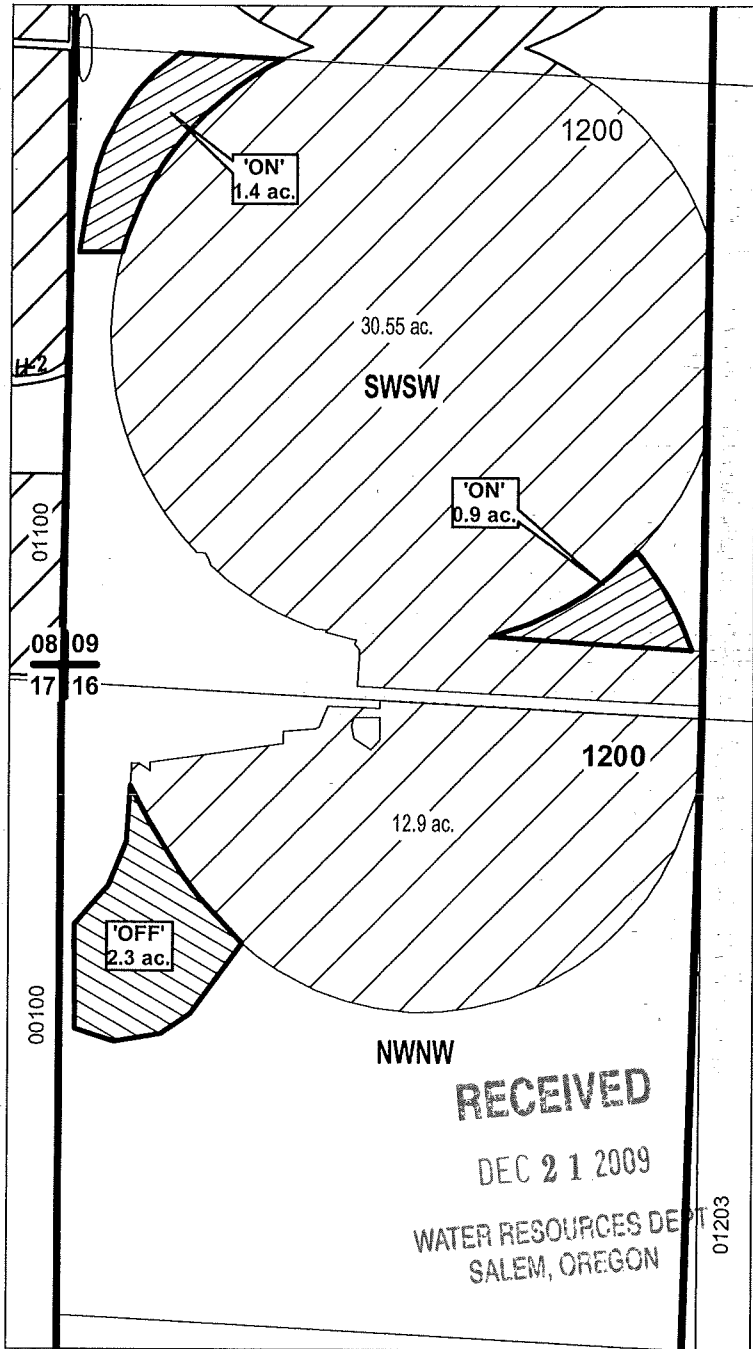 1200
'ON'
1.4 ac.
30.55 ac.
H-2
SWSW
'ON'
0.9 ac.
01100
08 09
17 16
1200
12.9 ac.
'OFF'
2.3 ac.
00100
NWNW
RECEIVED
DEC 21 2009
WATER RESOURCES DEPT
SALEM, OREGON
01203